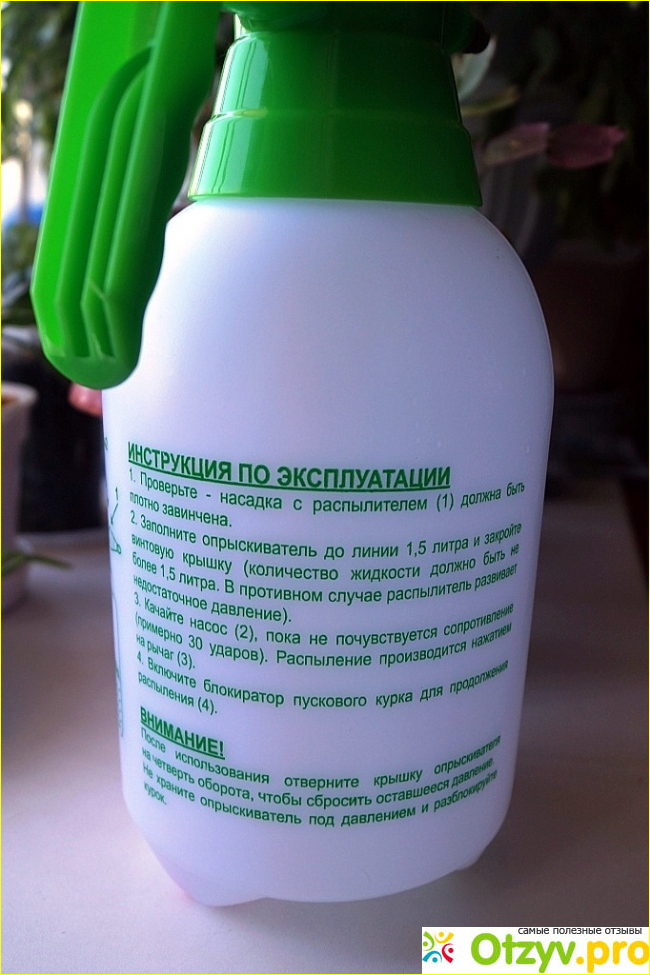 ИНСТРУКЦИЯ ПО ЭКСПЛУАТАЦИИ
1. Проверьте - насадка с распылителем (1) должна быть
плотно завинчена.
2. Заполните опрыскиватель до линии 1,5 литра и закройте
винтовую крышку (количество жидкости должно быть не
более 1,5 литра. В противном случае распылитель развивает
недостаточное давление).
3. Качайте насос (2), пока не почувствуется сопротивление
(примерно 30 ударов). Распыление производится нажатием
на рычаг (3).
4. Включите блокиратор пускового курка для продолжения
распыления (4).
ВНИМАНИЕ!
После использования отверните крышку опрыскивателя
на четверть оборота, чтобы сбросить оставшееся давление.
Не храните опрыскиватель под давлением и разблокируйте
курок.
самые полезные отзывы
Otzyv.pro